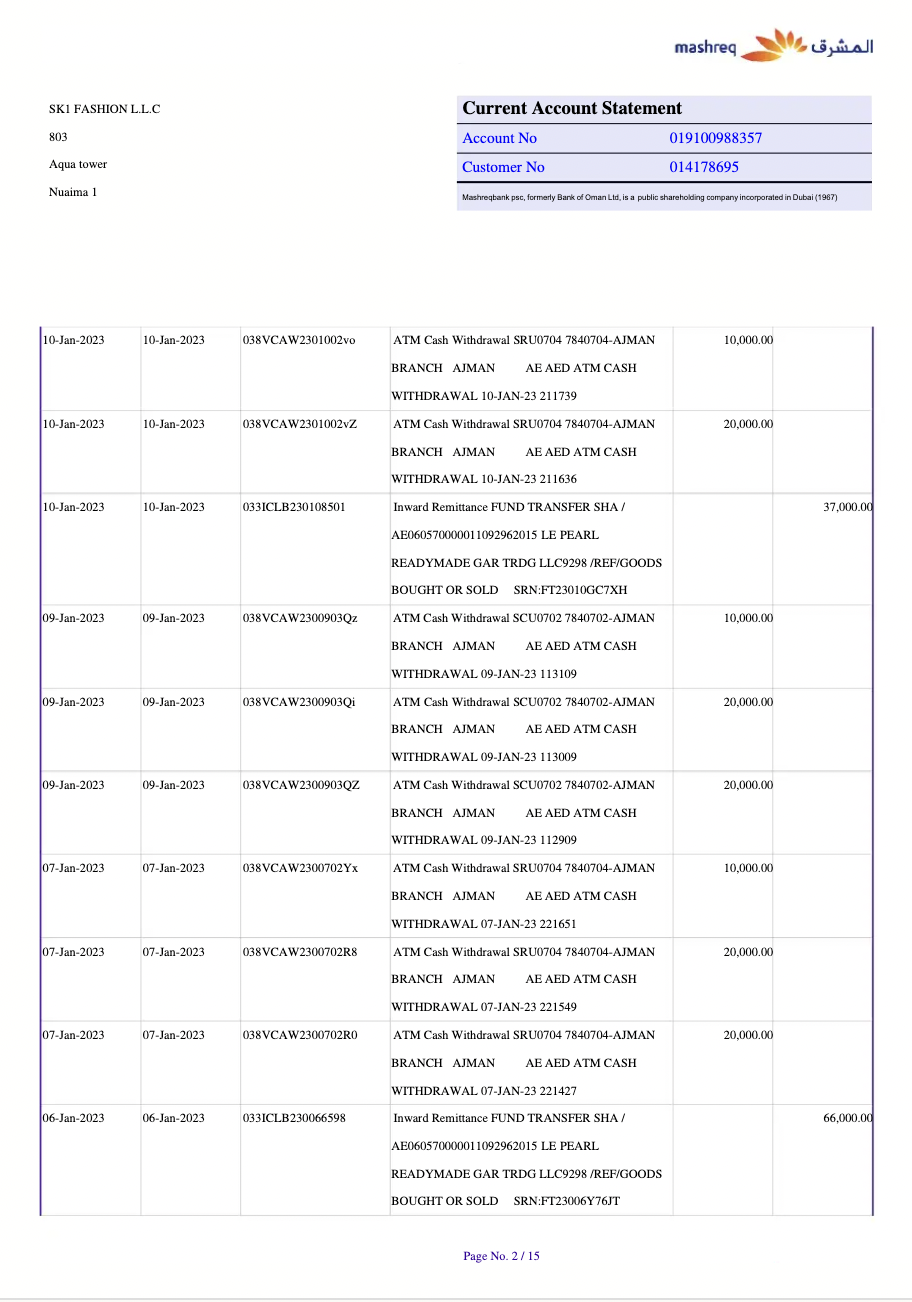 mashreq المشرق
SK1 FASHION L.L.C
803
Aqua tower
Nuaima 1
Current Account Statement
Account No 019100988357
Customer No 014178695
Mashreqbank psc, formerly Bank of Oman Ltd, is a public shareholding company incorporated in Dubai (1967)
10-Jan-2023 10-Jan-2023 038VCAW2301002vo ATM Cash Withdrawal SRU0704 7840704-AJMAN 10,000.00
BRANCH AJMAN AE AED ATM CASH
WITHDRAWAL 10-JAN-23 211739
10-Jan-2023 10-Jan-2023 038VCAW2301002vZ ATM Cash Withdrawal SRU0704 7840704-AJMAN 20,000.00
BRANCH AJMAN AE AED ATM CASH
WITHDRAWAL 10-JAN-23 211636
10-Jan-2023 10-Jan-2023 033ICLB230108501 Inward Remittance FUND TRANSFER SHA / 37,000.00
AE060570000011092962015 LE PEARL
READYMADE GAR TRDG LLC9298 /REF/GOODS
BOUGHT OR SOLD SRN:FT23010GC7XH
09-Jan-2023 09-Jan-2023 038VCAW2300903Qz ATM Cash Withdrawal SCU0702 7840702-AJMAN 10,000.00
BRANCH AJMAN AE AED ATM CASH
WITHDRAWAL 09-JAN-23 113109
09-Jan-2023 09-Jan-2023 038VCAW2300903Qi ATM Cash Withdrawal SCU0702 7840702-AJMAN 20,000.00
BRANCH AJMAN AE AED ATM CASH
WITHDRAWAL 09-JAN-23 113009
09-Jan-2023 09-Jan-2023 038VCAW2300903QZ ATM Cash Withdrawal SCU0702 7840702-AJMAN 20,000.00
BRANCH AJMAN AE AED ATM CASH
WITHDRAWAL 09-JAN-23 112909
07-Jan-2023 07-Jan-2023 038VCAW2300702Yx ATM Cash Withdrawal SRU0704 7840704-AJMAN 10,000.00
BRANCH AJMAN AE AED ATM CASH
WITHDRAWAL 07-JAN-23 221651
07-Jan-2023 07-Jan-2023 038VCAW2300702R8 ATM Cash Withdrawal SRU0704 7840704-AJMAN 20,000.00
BRANCH AJMAN AE AED ATM CASH
WITHDRAWAL 07-JAN-23 221549
07-Jan-2023 07-Jan-2023 038VCAW2300702R0 ATM Cash Withdrawal SRU0704 7840704-AJMAN 20,000.00
BRANCH AJMAN AE AED ATM CASH
WITHDRAWAL 07-JAN-23 221427
06-Jan-2023 06-Jan-2023 033ICLB230066598 Inward Remittance FUND TRANSFER SHA / 66,000.00
AE060570000011092962015 LE PEARL
READYMADE GAR TRDG LLC9298 /REF/GOODS
BOUGHT OR SOLD SRN:FT23006Y76JT
Page No. 2 / 15